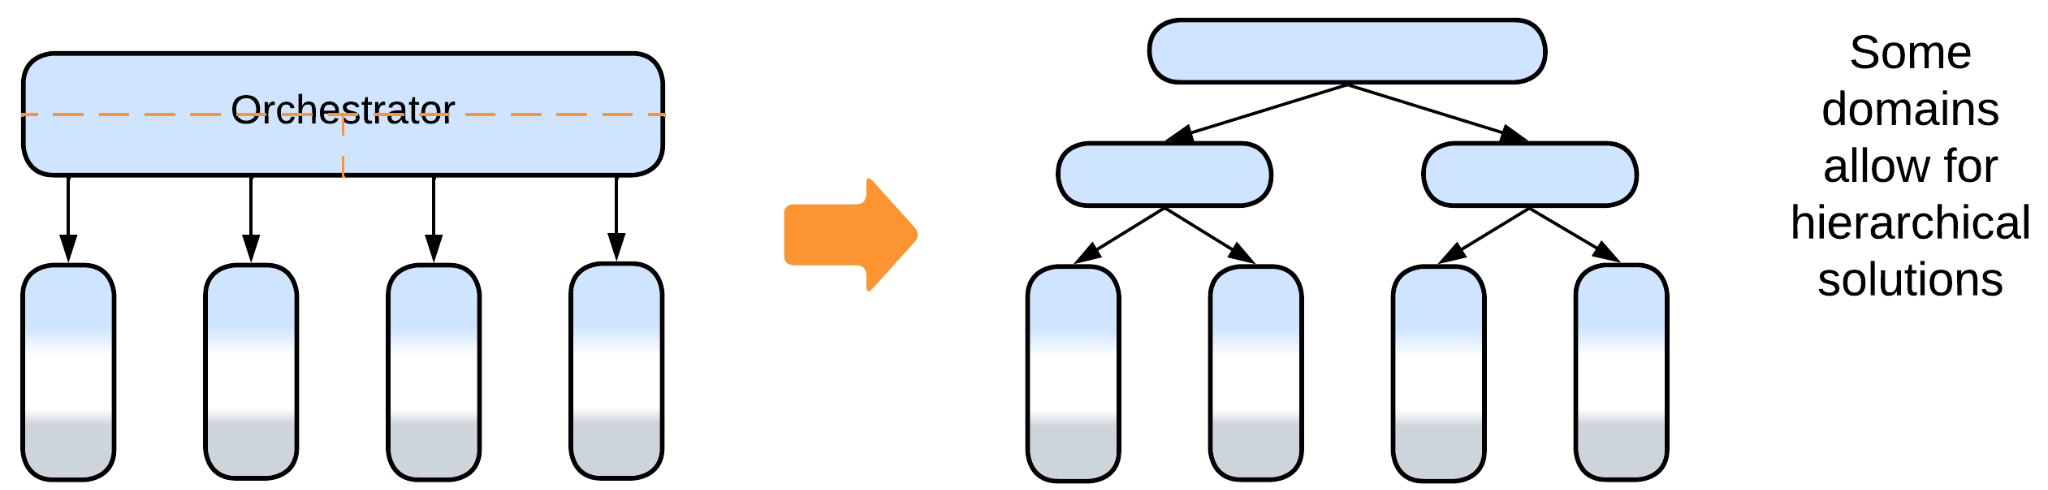 Orchestrator
Some
domains
allow for
hierarchical
solutions